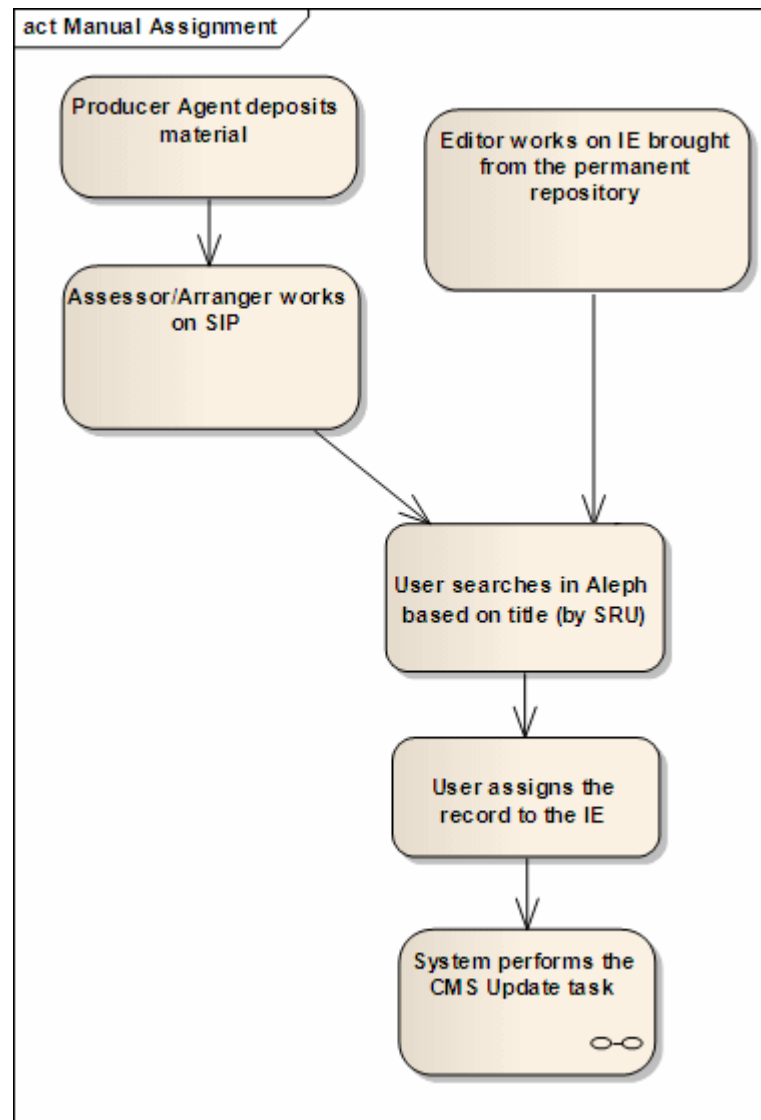 act Manual Assignment
Producer Agent deposits
material
Editor works on IE brought
from the permanent
repository
Assessor/Arranger works
on SIP
User searches in Aleph
based on title (by SRU)
User assigns the
record to the IE
System performs the
CMS Update task